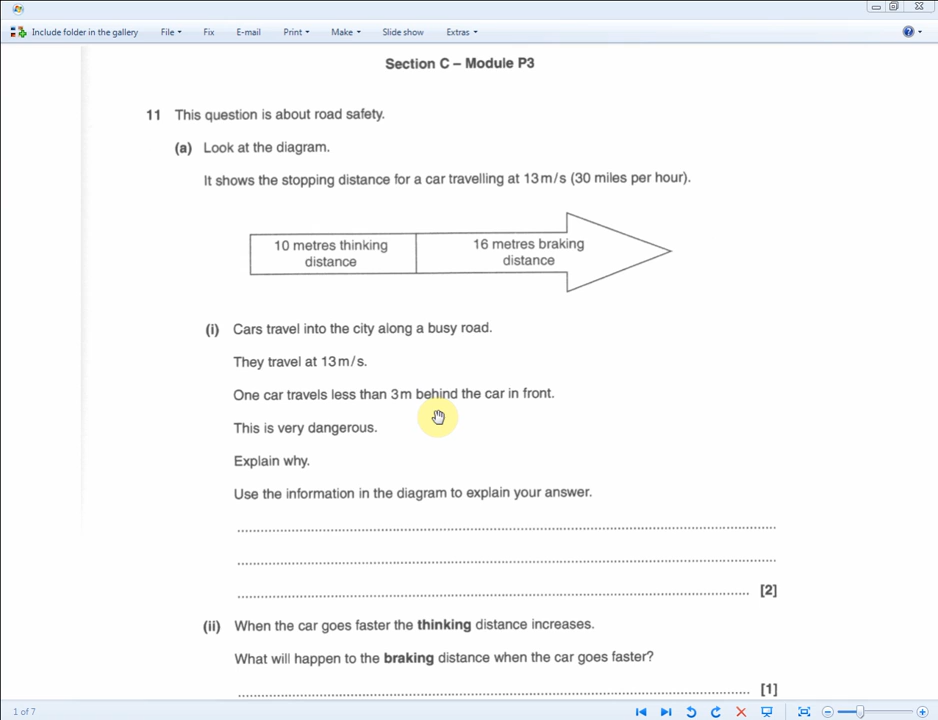 Include folder in the gallery File Fix E-mail Print Make Slide show Extras
Section C – Module P3
11 This question is about road safety.
(a) Look at the diagram.
It shows the stopping distance for a car travelling at 13 m/s (30 miles per hour).
10 metres thinking
distance
16 metres braking
distance
(i) Cars travel into the city along a busy road.
They travel at 13 m/s.
One car travels less than 3 m behind the car in front.
This is very dangerous.
Explain why.
Use the information in the diagram to explain your answer.
[2]
(ii) When the car goes faster the thinking distance increases.
What will happen to the braking distance when the car goes faster?
[1]
1 of 7